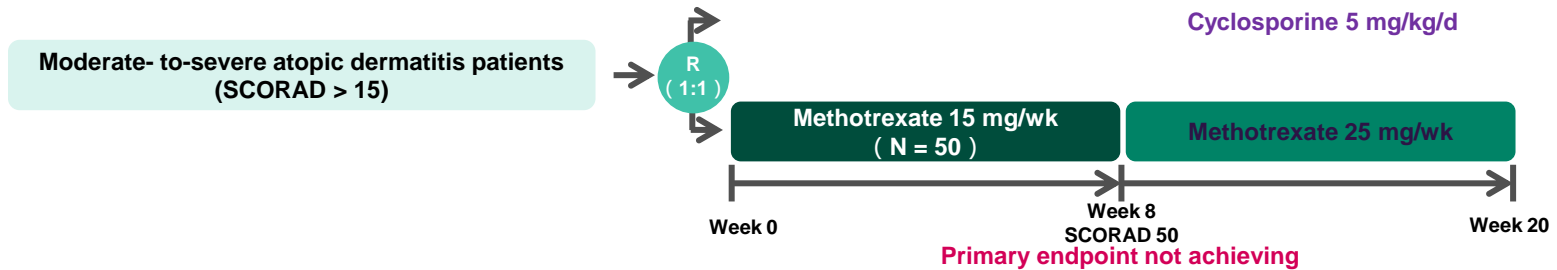 Cyclosporine 5 mg/kg/d
Moderate- to-severe atopic dermatitis patients
(SCORAD > 15)
R
( 1:1 )
Methotrexate 15 mg/wk
( N = 50 )
Methotrexate 25 mg/wk
Week 0
Week 8
SCORAD 50
Week 20
Primary endpoint not achieving